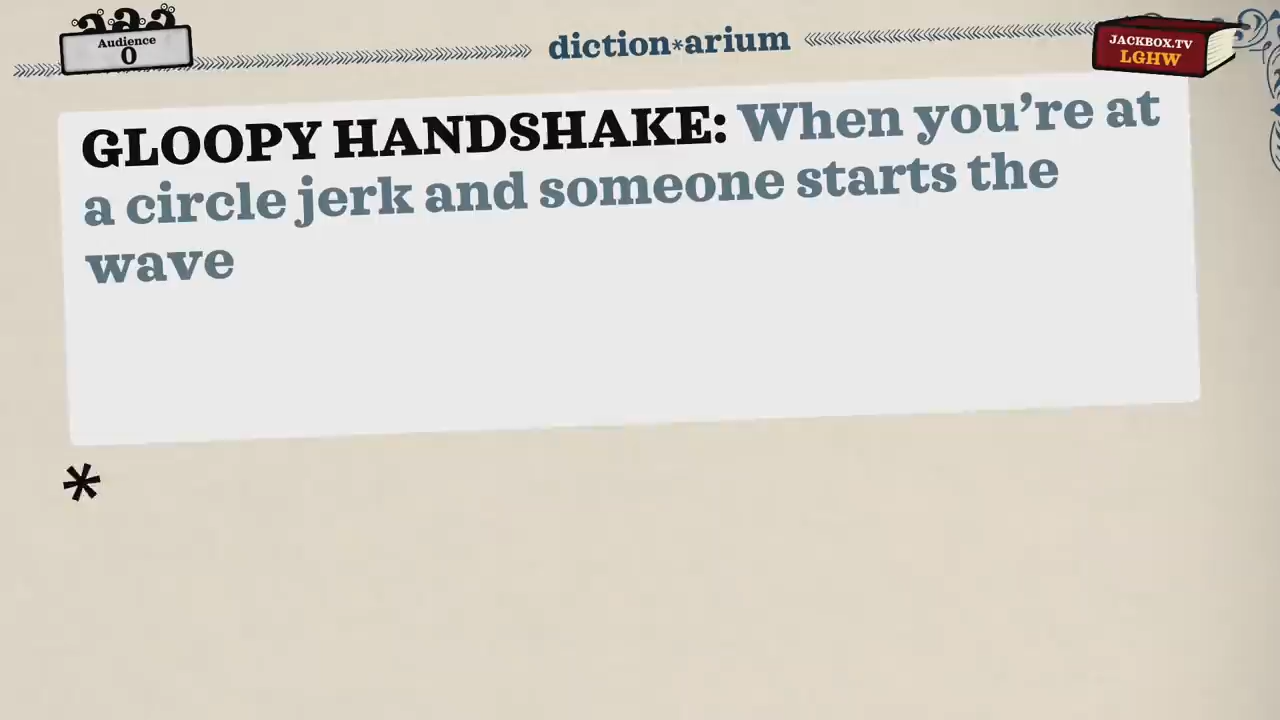 Audience
0
diction*arium
JACKBOX.TV
LGHW
GLOOPY HANDSHAKE: When you're at
a circle jerk and someone starts the
wave
*